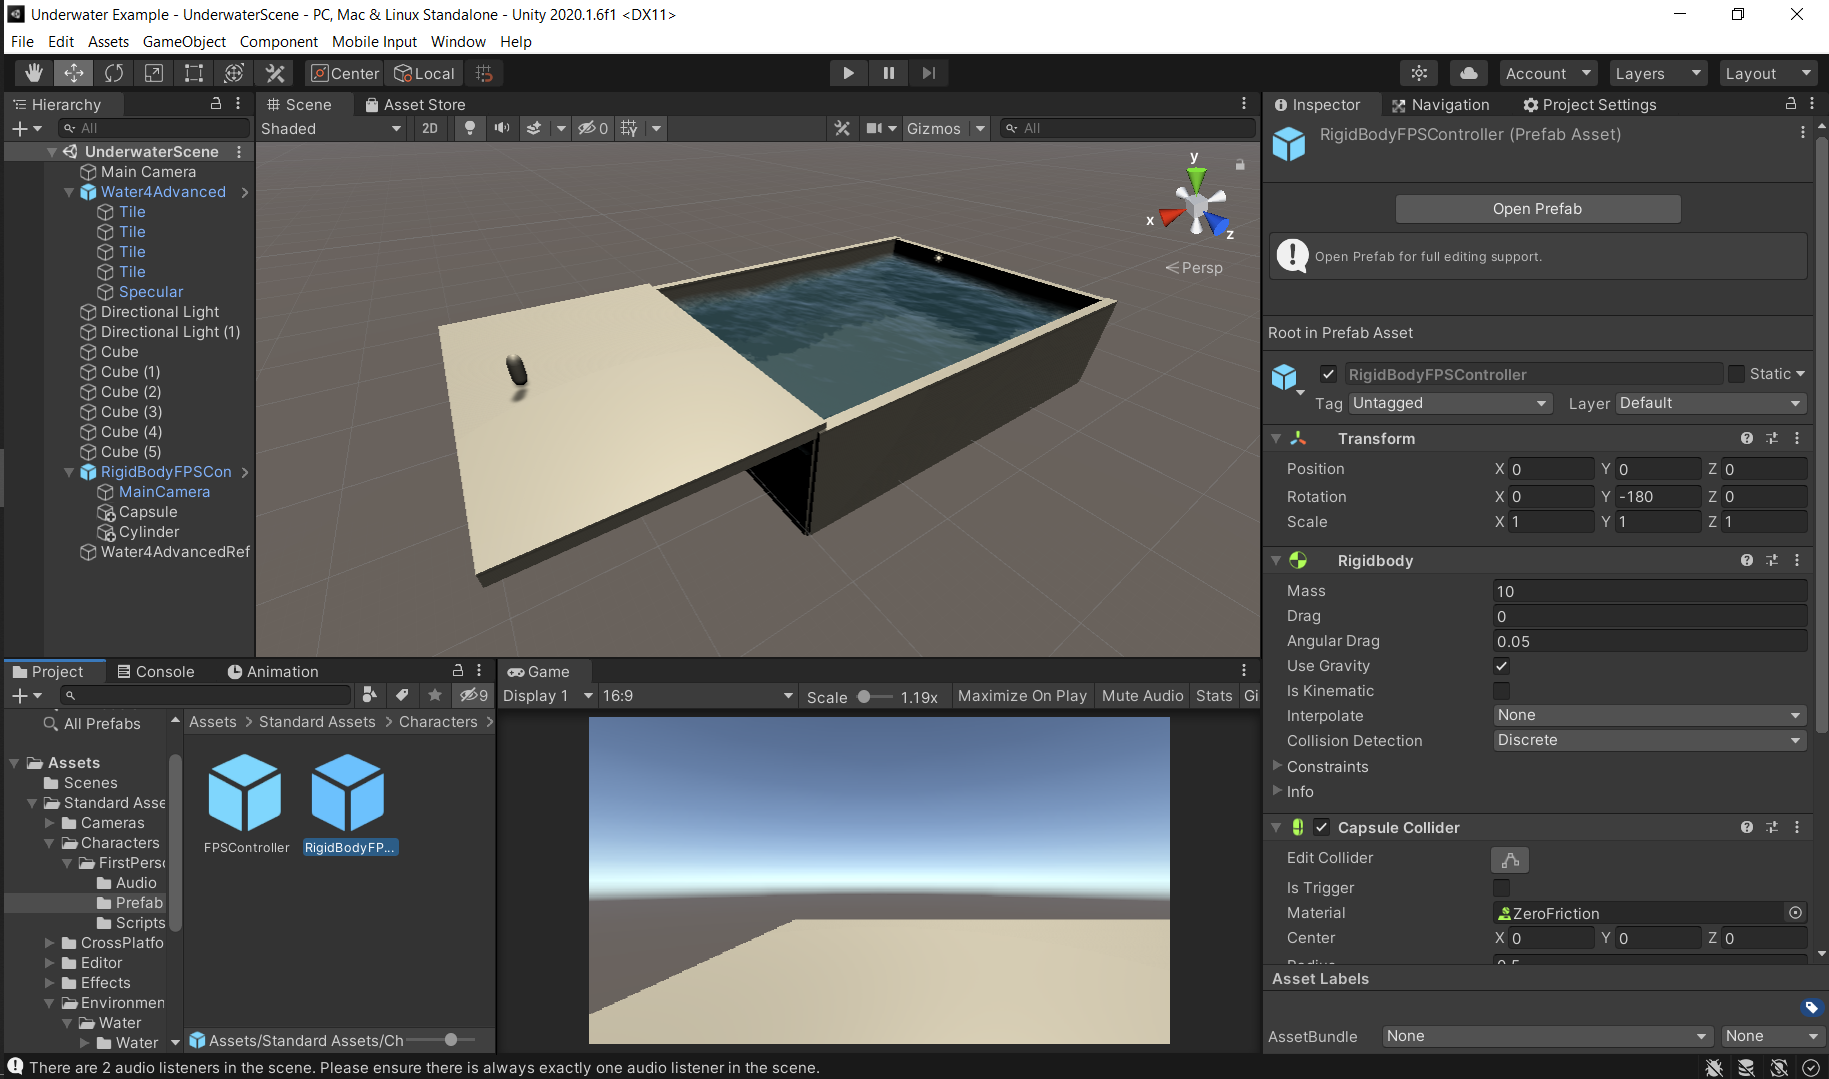 Underwater Example - UnderwaterScene - PC, Mac & Linux Standalone - Unity 2020.1.6f1 <DX11>
File Edit Assets GameObject Component Mobile Input Window Help
Center Local Account Layers Layout
Hierarchy
All
UnderwaterScene
Main Camera
Water4Advanced
Tile
Tile
Tile
Tile
Specular
Directional Light
Directional Light (1)
Cube
Cube (1)
Cube (2)
Cube (3)
Cube (4)
Cube (5)
RigidBodyFPSCon
MainCamera
Capsule
Cylinder
Water4AdvancedRef
Scene Asset Store
Shaded 2D 0 Gizmos All
y
x
z
Persp
Inspector Navigation Project Settings
RigidBodyFPSController (Prefab Asset)
Open Prefab
Open Prefab for full editing support.
Root in Prefab Asset
RigidBodyFPSController Static
Tag Untagged Layer Default
Transform
Position X 0 Y 0 Z 0
Rotation X 0 Y -180 Z 0
Scale X 1 Y 1 Z 1
Rigidbody
Mass 10
Drag 0
Angular Drag 0.05
Use Gravity
Is Kinematic
Interpolate None
Collision Detection Discrete
Constraints
Info
Capsule Collider
Edit Collider
Is Trigger
Material ZeroFriction
Center X 0 Y 0 Z 0
Radius 0.5
Asset Labels
AssetBundle None None
Project Console Animation
9
All Prefabs
Assets
Scenes
Standard Asse
Cameras
Characters
FirstPerso
Audio
Prefab
Scripts
CrossPlatfo
Editor
Effects
Environmen
Water
Water
Assets > Standard Assets > Characters >
FPSController RigidBodyFP...
Assets/Standard Assets/Ch
Game
Display 1 16:9 Scale 1.19x Maximize On Play Mute Audio Stats Gi
There are 2 audio listeners in the scene. Please ensure there is always exactly one audio listener in the scene.